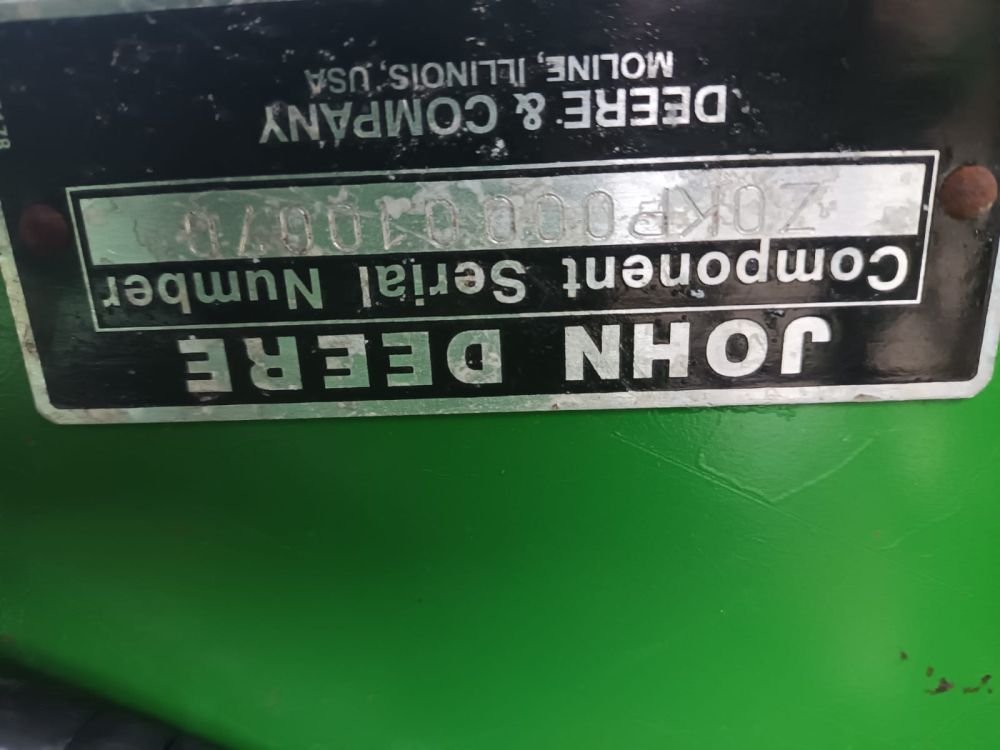 JOHN DEERE
Component Serial Number
DEERE & COMPANY
MOLINE, ILLINOIS, USA